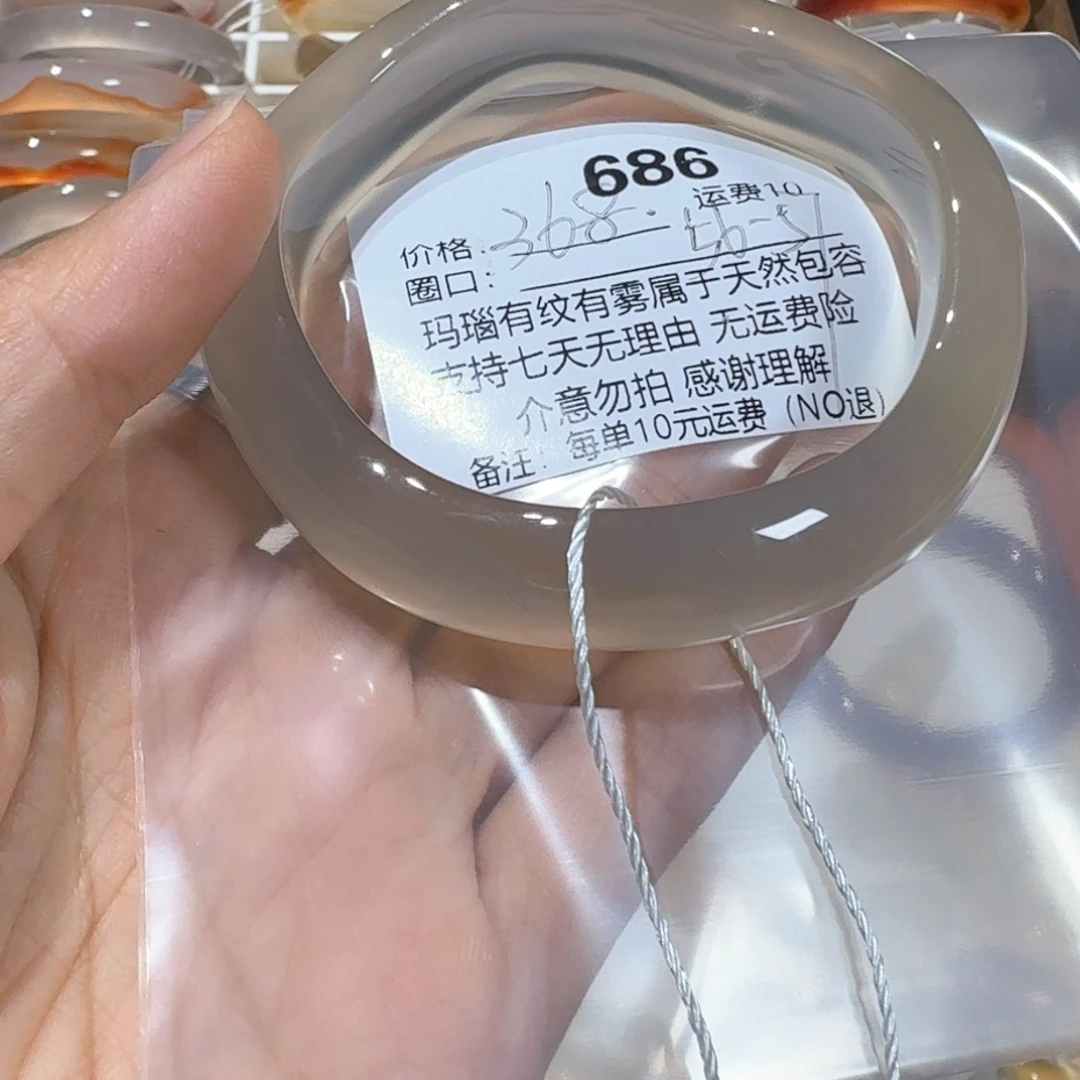 686
运费10
价格:368.
圈口: 56-57
玛瑙有纹有雾属于天然包容
支持七天无理由 无运费险
介意勿拍 感谢理解
备注: 每单10元运费 (NO退)